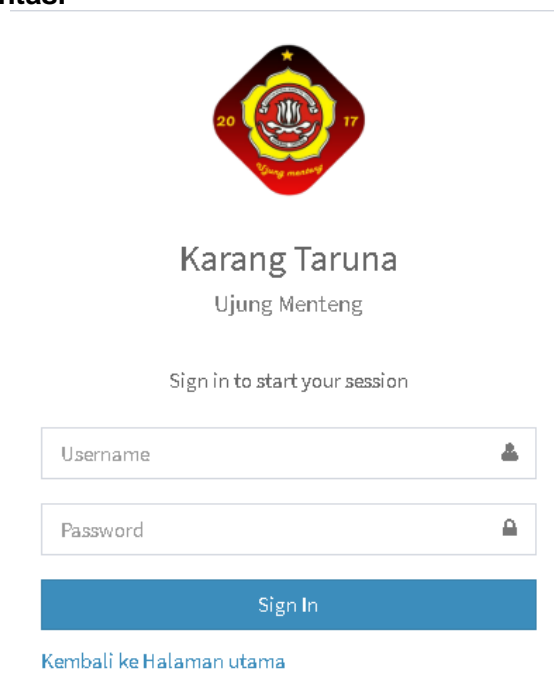 20
17
Ujung menteng
Karang Taruna
Ujung Menteng
Sign in to start your session
Username
Password
Sign In
Kembali ke Halaman utama